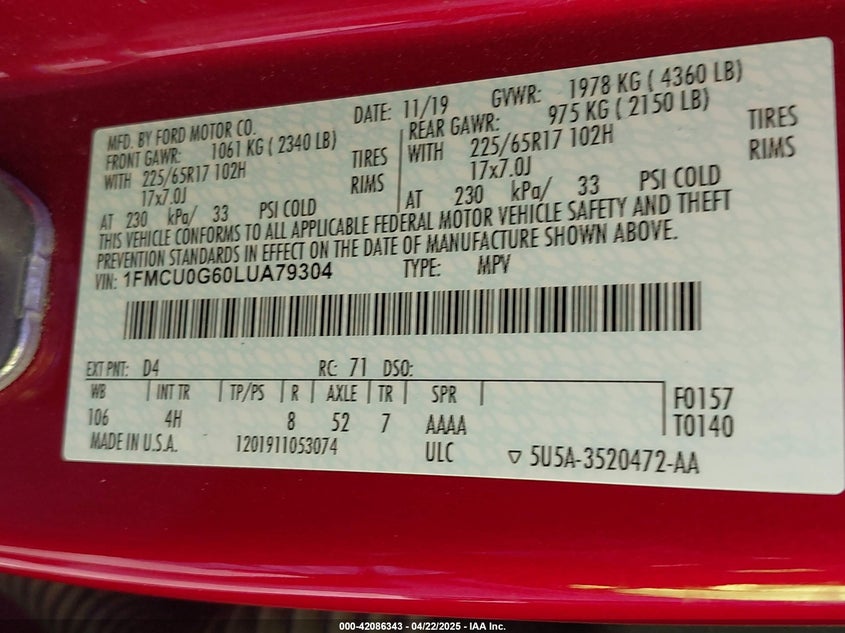 MFD. BY FORD MOTOR CO.
DATE: 11/19 GVWR: 1978 KG ( 4360 LB)
FRONT GAWR: 1061 KG ( 2340 LB)
WITH 225/65R17 102H TIRES
17x7.0J RIMS
AT 230 kPa/ 33 PSI COLD
REAR GAWR: 975 KG ( 2150 LB)
WITH 225/65R17 102H TIRES
17x7.0J RIMS
AT 230 kPa/ 33 PSI COLD
THIS VEHICLE CONFORMS TO ALL APPLICABLE FEDERAL MOTOR VEHICLE SAFETY AND THEFT
PREVENTION STANDARDS IN EFFECT ON THE DATE OF MANUFACTURE SHOWN ABOVE.
VIN: 1FMCU0G60LUA79304 TYPE: MPV
EXT PNT: D4 RC: 71 DSO:
WB INT TR TP/PS R AXLE TR SPR
106 4H 8 52 7 AAAA
F0157
T0140
MADE IN U.S.A. 1201911053074 ULC ▽ 5U5A-3520472-AA
000-42086343 - 04/22/2025 - IAA Inc.